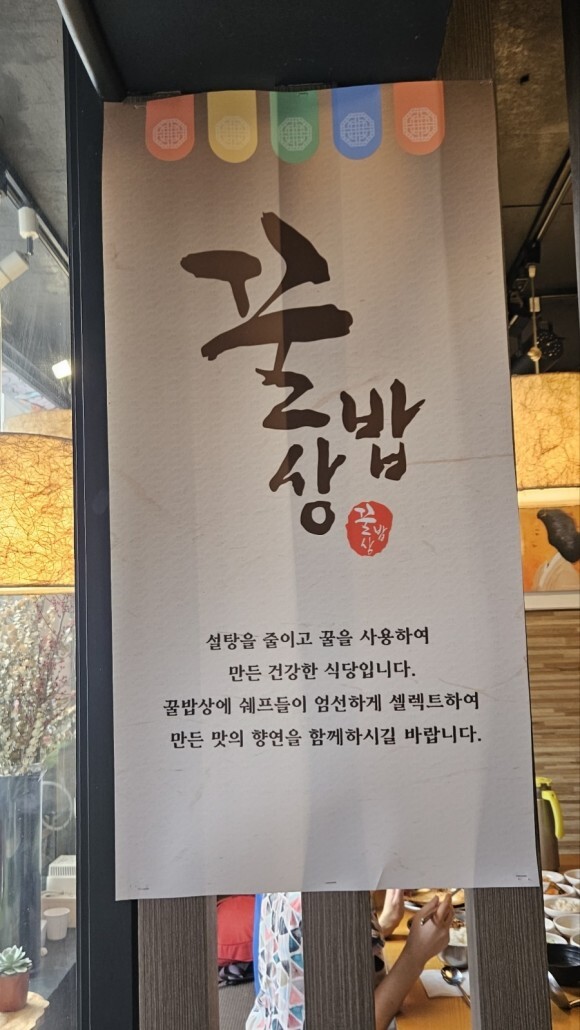 꿀
밥
상
꿀
밥
상
설탕을 줄이고 꿀을 사용하여
만든 건강한 식당입니다.
꿀밥상에 쉐프들이 엄선하게 셀렉트하여
만든 맛의 향연을 함께하시길 바랍니다.